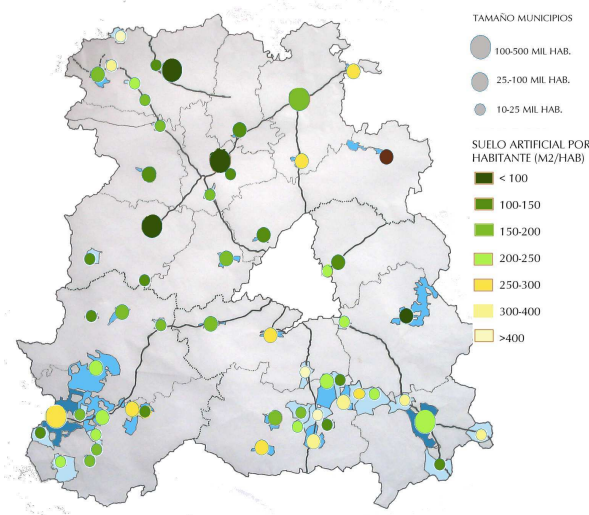 TAMAÑO MUNICIPIOS
100-500 MIL HAB.
25,-100 MIL HAB.
10-25 MIL HAB.
SUELO ARTIFICIAL POR
HABITANTE (M2/HAB)
< 100
100-150
150-200
200-250
250-300
300-400
>400